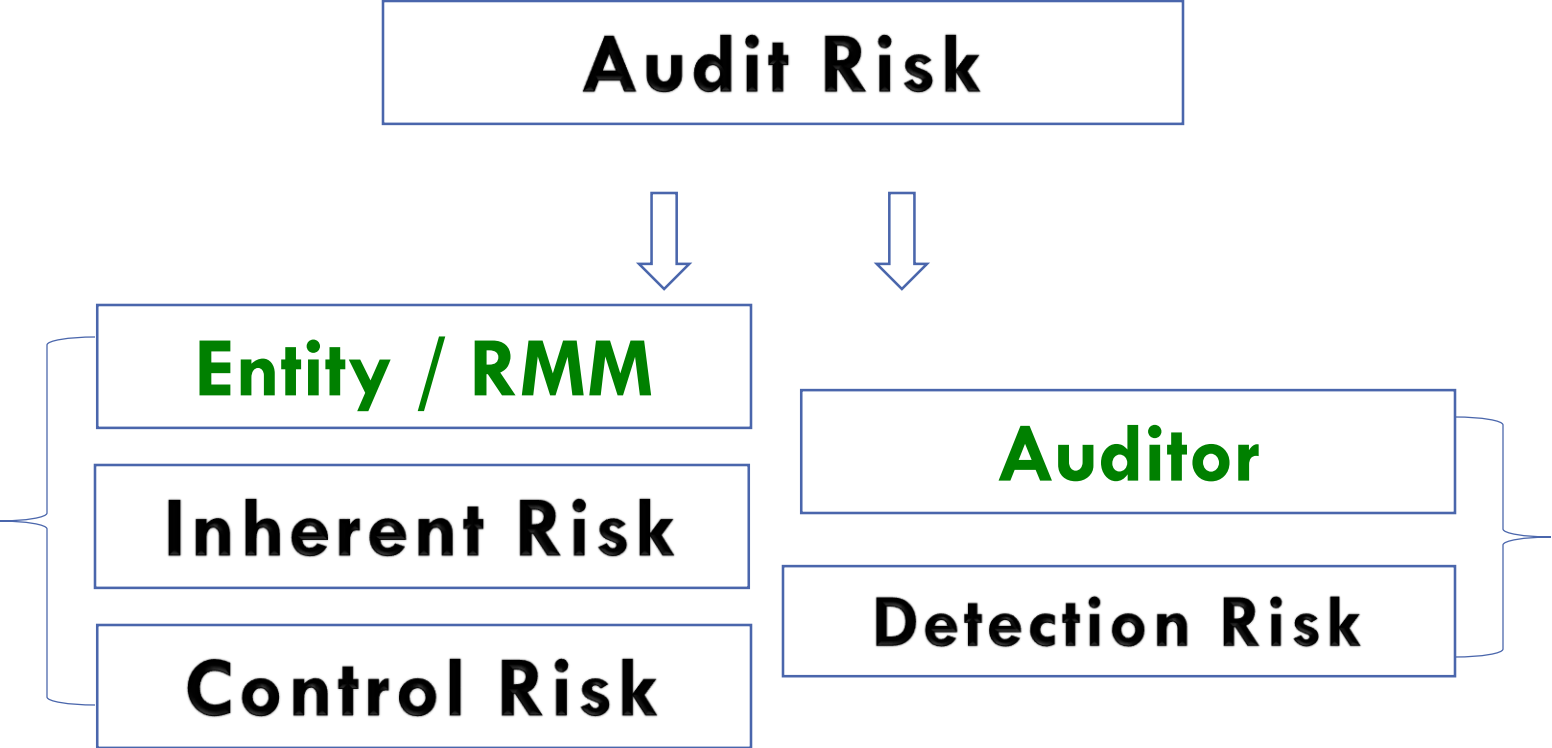 Audit Risk
Entity / RMM
Inherent Risk
Control Risk
Auditor
Detection Risk